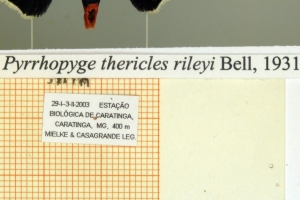 Pyrrhopyge thericles rileyi Bell, 1931
29-I-3-II-2003 ESTAÇÃO
BIOLÓGICA DE CARATINGA,
CARATINGA, MG, 400 m
MIELKE & CASAGRANDE LEG.